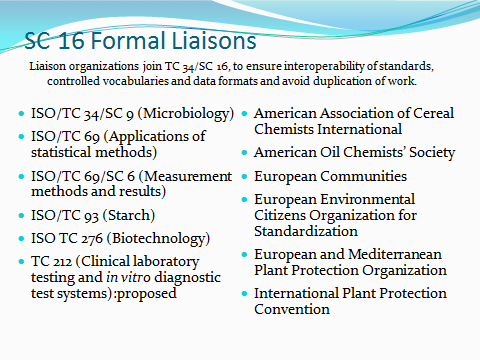 SC 16 Formal Liaisons
Liaison organizations join TC 34/SC 16, to ensure interoperability of standards,
controlled vocabularies and data formats and avoid duplication of work.
ISO/TC 34/SC 9 (Microbiology)
ISO/TC 69 (Applications of
statistical methods)
ISO/TC 69/SC 6 (Measurement
methods and results)
ISO/TC 93 (Starch)
ISO TC 276 (Biotechnology)
TC 212 (Clinical laboratory
testing and in vitro diagnostic
test systems):proposed
American Association of Cereal
Chemists International
American Oil Chemists' Society
European Communities
European Environmental
Citizens Organization for
Standardization
European and Mediterranean
Plant Protection Organization
International Plant Protection
Convention